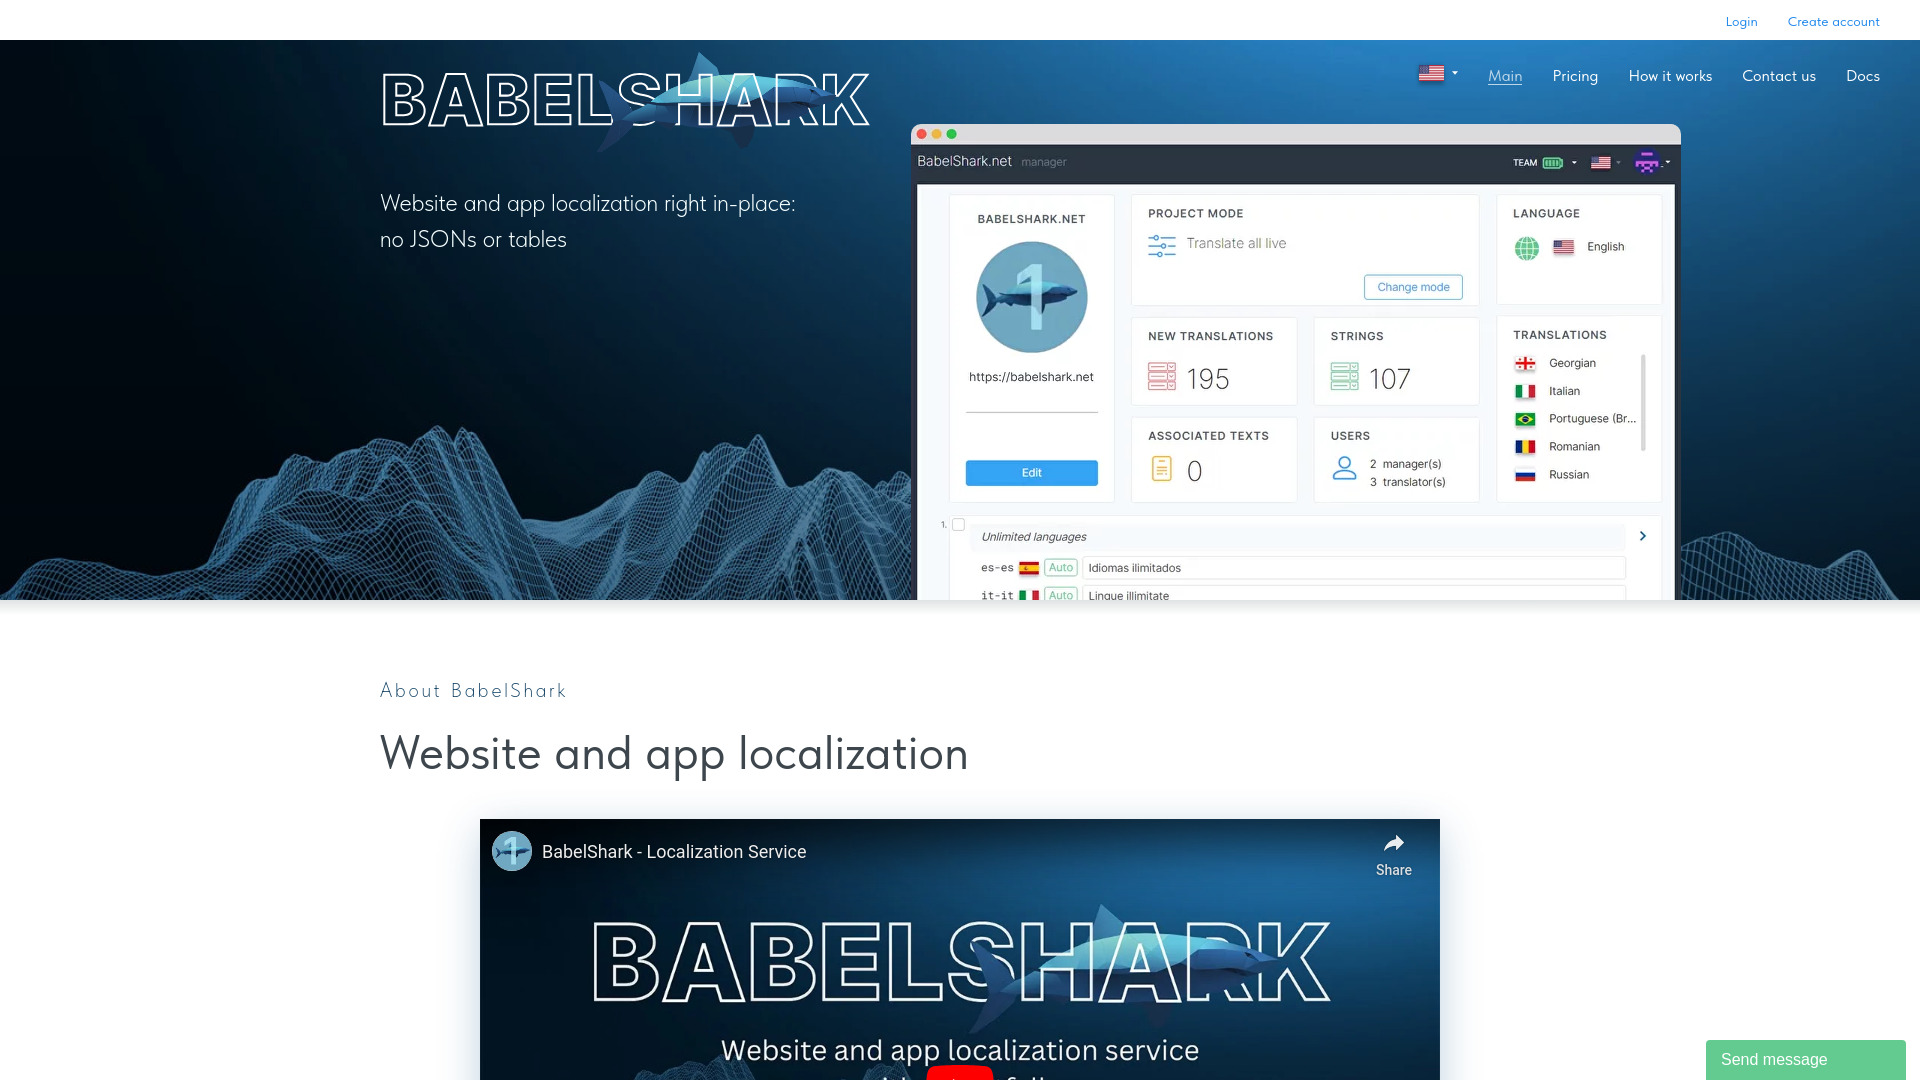 Login
Create account
BABELSHARK
Main
Pricing
How it works
Contact us
Docs
Website and app localization right in-place:
no JSONs or tables
BabelShark.net manager
TEAM
BABELSHARK.NET
1
https://babelshark.net
Edit
PROJECT MODE
Translate all live
Change mode
LANGUAGE
English
NEW TRANSLATIONS
195
STRINGS
107
ASSOCIATED TEXTS
0
USERS
2 manager(s)
3 translator(s)
TRANSLATIONS
Georgian
Italian
Portuguese (Br...
Romanian
Russian
1.
Unlimited languages
es-es Auto Idiomas ilimitados
it-it Auto Lingue illimitate
About BabelShark
Website and app localization
1
BabelShark - Localization Service
Share
BABELSHARK
Website and app localization service
Send message